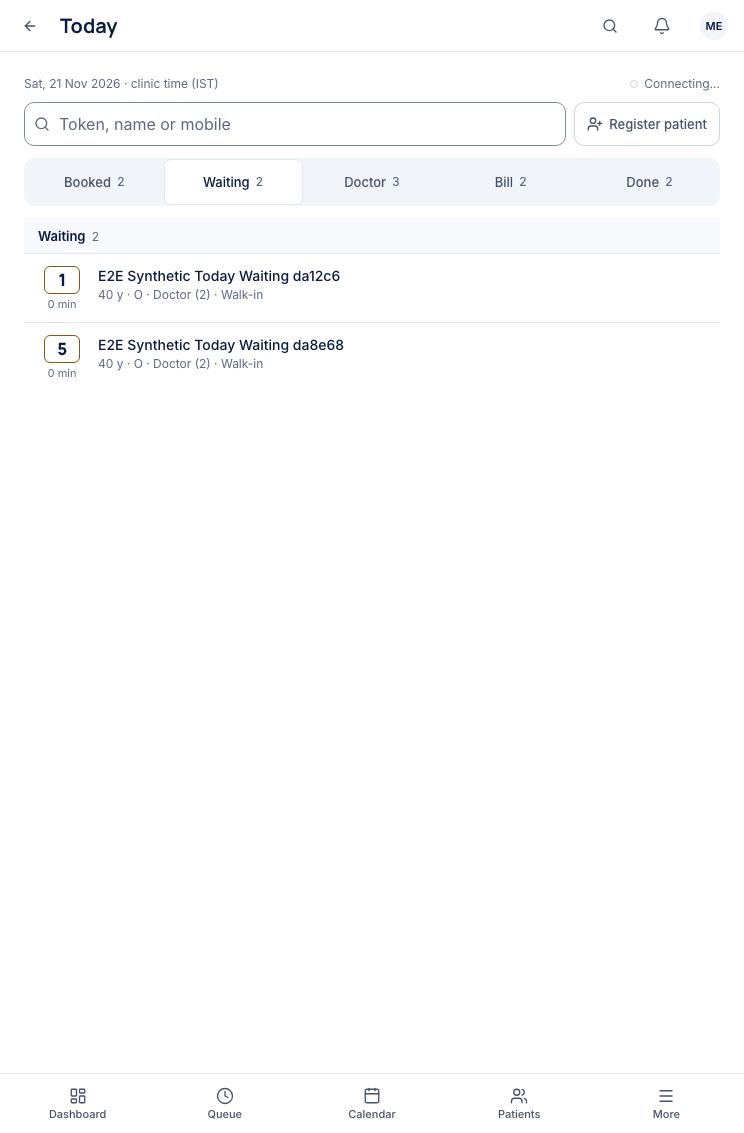 Today
ME
Sat, 21 Nov 2026 · clinic time (IST)
Connecting…
Token, name or mobile
Register patient
Booked 2
Waiting 2
Doctor 3
Bill 2
Done 2
Waiting 2
1
E2E Synthetic Today Waiting da12c6
0 min
40 y · O · Doctor (2) · Walk-in
5
E2E Synthetic Today Waiting da8e68
0 min
40 y · O · Doctor (2) · Walk-in
Dashboard
Queue
Calendar
Patients
More